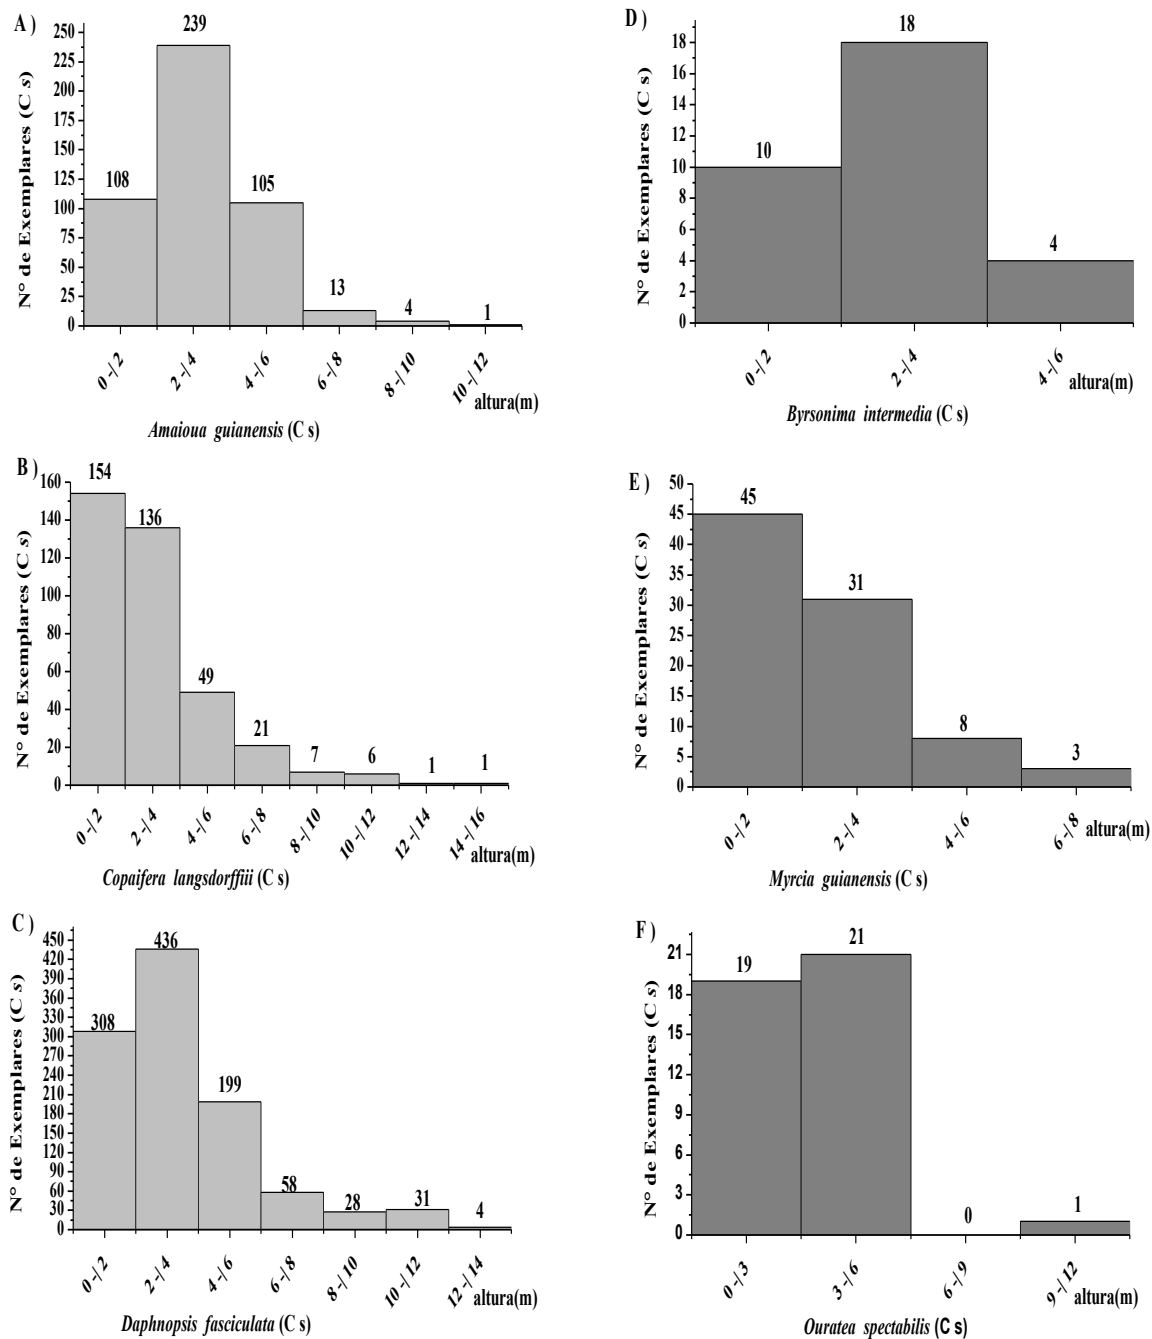 A )
N° de Exemplares (C s)
250
225
200
175
150
125
100
75
50
25
0
108
239
105
13
4
1
0 -/ 2
2 -/ 4
4 -/ 6
6 -/ 8
8 -/ 10
10 -/ 12
altura(m)
Amaioua guianensis (C s)
D )
N° de Exemplares (C s)
18
16
14
12
10
8
6
4
2
0
10
18
4
0 -/ 2
2 -/ 4
4 -/ 6
altura(m)
Byrsonima intermedia (C s)
B )
N° de Exemplares (C s)
160
140
120
100
80
60
40
20
0
154
136
49
21
7
6
1
1
0 -/ 2
2 -/ 4
4 -/ 6
6 -/ 8
8 -/ 10
10 -/ 12
12 -/ 14
14 -/ 16
altura(m)
Copaifera langsdorffiii (C s)
E )
N° de Exemplares (C s)
50
45
40
35
30
25
20
15
10
5
0
45
31
8
3
0 -/ 2
2 -/ 4
4 -/ 6
6 -/ 8
altura(m)
Myrcia guianensis (C s)
C )
N° de Exemplares (C s)
450
420
390
360
330
300
270
240
210
180
150
120
90
60
30
0
308
436
199
58
28
31
4
0 -/ 2
2 -/ 4
4 -/ 6
6 -/ 8
8 -/ 10
10 -/ 12
12 -/ 14
altura(m)
Daphnopsis fasciculata (C s)
F )
N° de Exemplares (C s)
21
18
15
12
9
6
3
0
19
21
0
1
0 -/ 3
3 -/ 6
6 -/ 9
9 -/ 12
altura(m)
Ouratea spectabilis (C s)